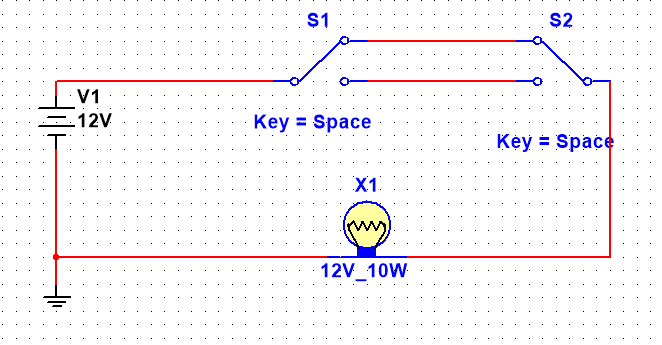 S1
S2
V1
12V
Key = Space
Key = Space
X1
12V_10W